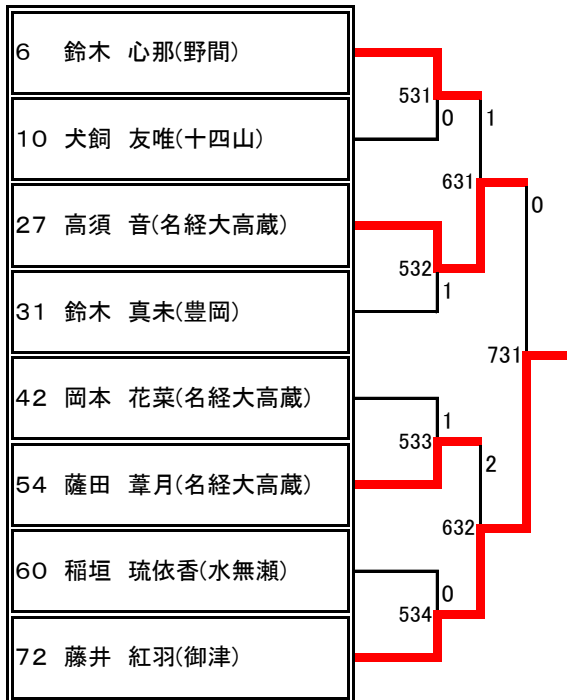 6 鈴木 心那(野間)
10 犬飼 友唯(十四山)
27 高須 音(名経大高蔵)
31 鈴木 真未(豊岡)
42 岡本 花菜(名経大高蔵)
54 薩田 葦月(名経大高蔵)
60 稲垣 琉依香(水無瀬)
72 藤井 紅羽(御津)
531
0
1
631
0
532
1
731
1
533
2
632
0
534